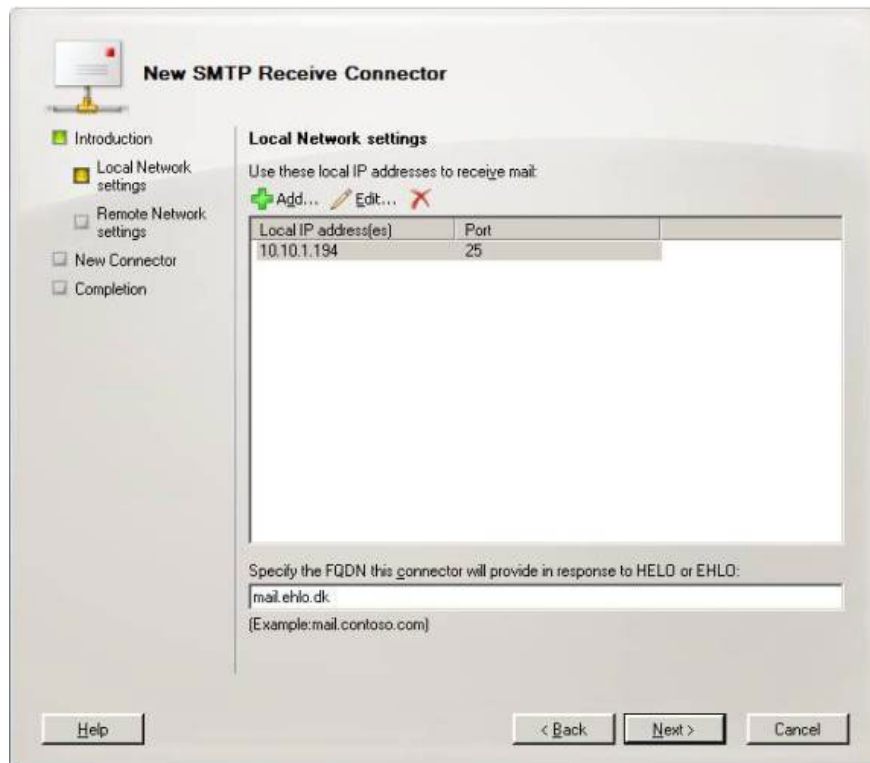 New SMTP Receive Connector
Introduction
Local Network
settings
Remote Network
settings
New Connector
Completion
Local Network settings
Use these local IP addresses to receive mail:
Add... Edit...
Local IP address(es) Port
10.10.1.194 25
Specify the FQDN this connector will provide in response to HELO or EHLO:
mail.ehlo.dk
(Example:mail.contoso.com)
Help < Back Next > Cancel